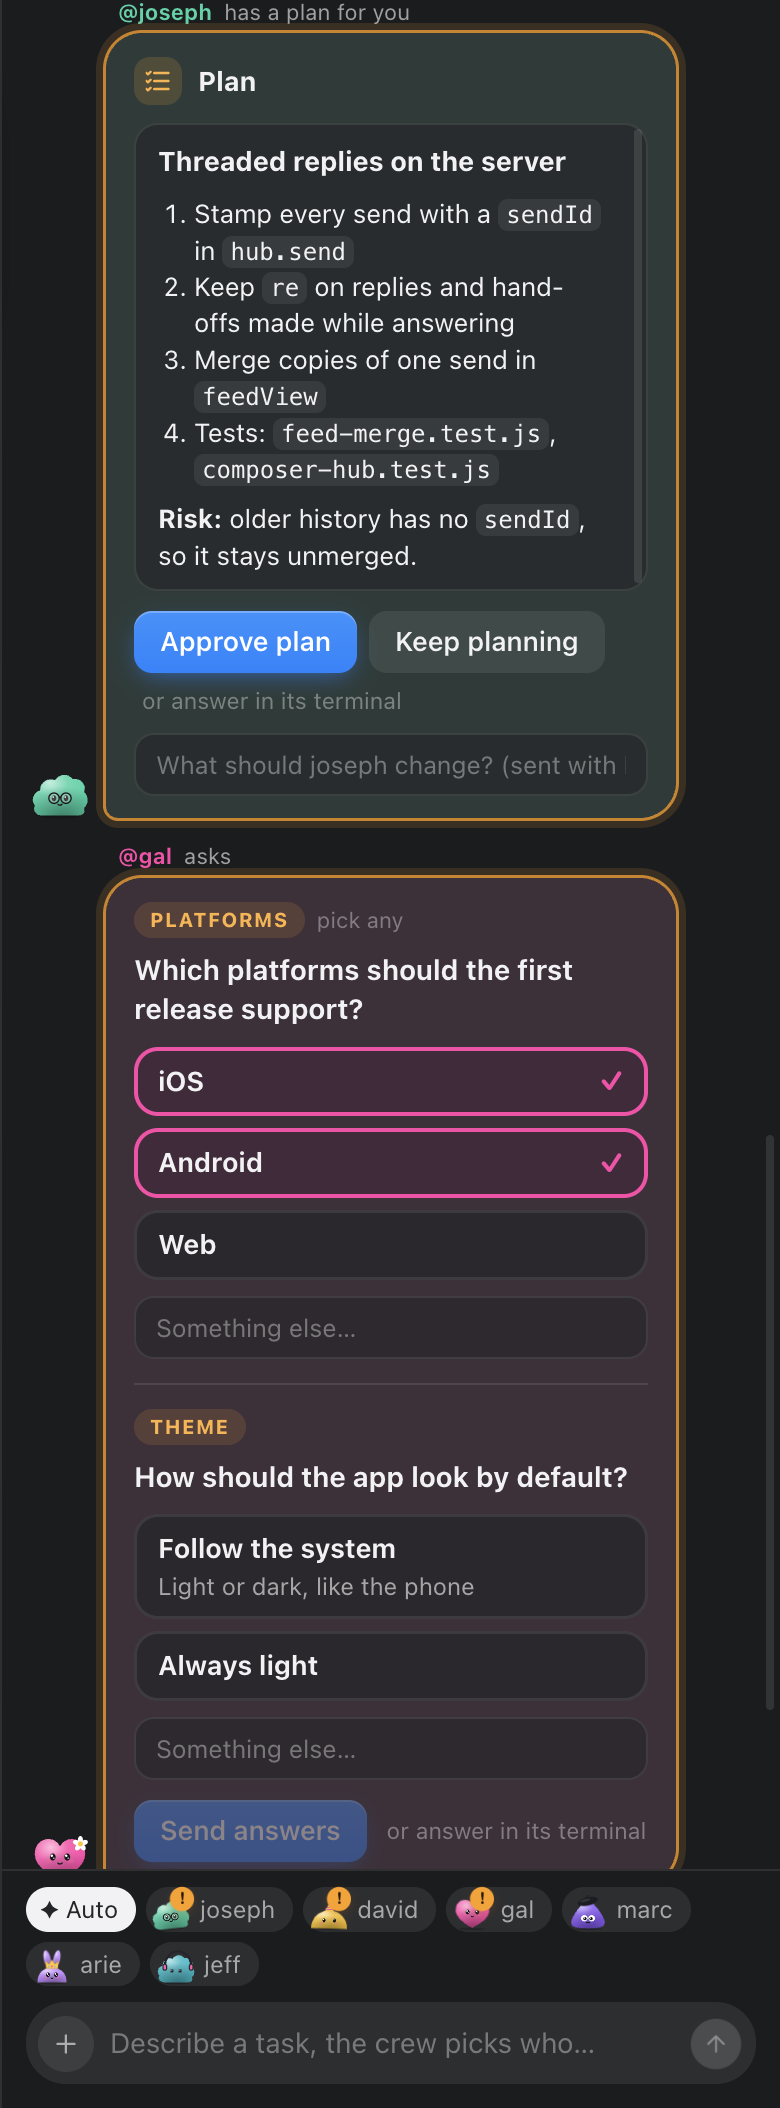 @joseph has a plan for you
Plan
Threaded replies on the server
1. Stamp every send with a sendId
in hub.send
2. Keep re on replies and hand-
offs made while answering
3. Merge copies of one send in
feedView
4. Tests: feed-merge.test.js,
composer-hub.test.js
Risk: older history has no sendId,
so it stays unmerged.
Approve plan Keep planning
or answer in its terminal
What should joseph change? (sent with
@gal asks
PLATFORMS pick any
Which platforms should the first
release support?
iOS
Android
Web
Something else...
THEME
How should the app look by default?
Follow the system
Light or dark, like the phone
Always light
Something else...
Send answers or answer in its terminal
Auto ! joseph ! david ! gal marc
arie jeff
Describe a task, the crew picks who...